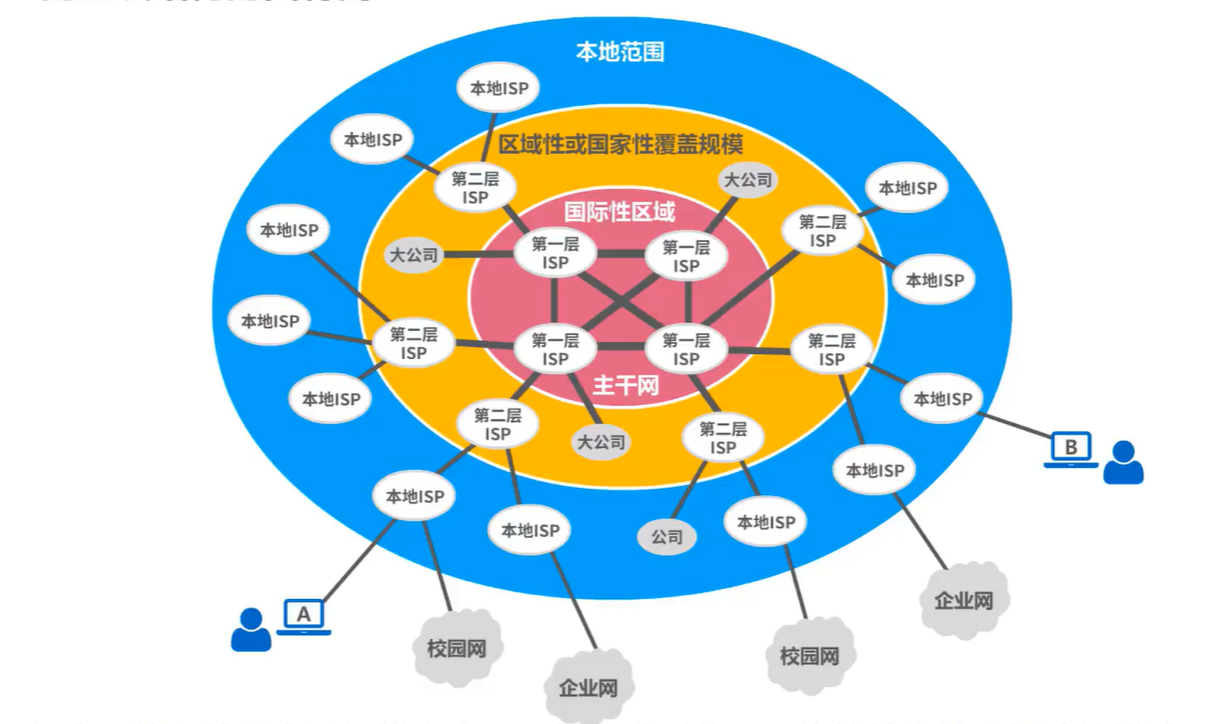 本地范围
本地ISP
本地ISP
区域性或国家性覆盖规模
第二层
ISP
大公司
本地ISP
国际性区域
本地ISP
第二层
ISP
大公司
第一层
ISP
第一层
ISP
本地ISP
本地ISP
第二层
ISP
第一层
ISP
第一层
ISP
第二层
ISP
主干网
本地ISP
本地ISP
第二层
ISP
大公司
第二层
ISP
B
本地ISP
本地ISP
本地ISP
公司
本地ISP
A
企业网
校园网
校园网
企业网